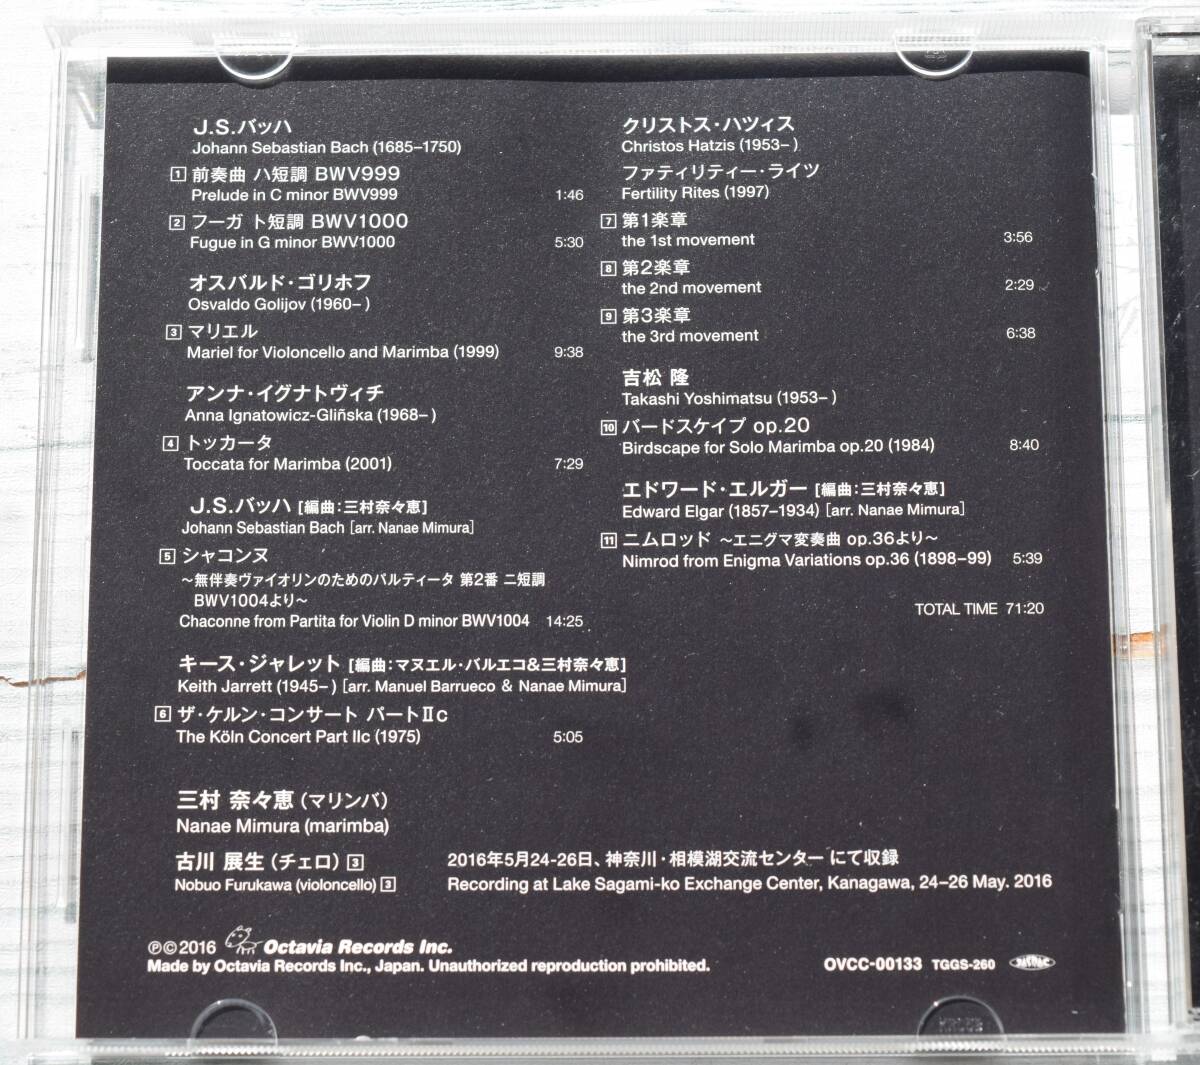 J.S.バッハ
Johann Sebastian Bach (1685–1750)
1 前奏曲 ハ短調 BWV999
Prelude in C minor BWV999 1:46
2 フーガ ト短調 BWV1000
Fugue in G minor BWV1000 5:30
オスバルド・ゴリホフ
Osvaldo Golijov (1960– )
3 マリエル
Mariel for Violoncello and Marimba (1999) 9:38
アンナ・イグナトヴィチ
Anna Ignatowicz-Gliñska (1968– )
4 トッカータ
Toccata for Marimba (2001) 7:29
J.S.バッハ [編曲:三村奈々恵]
Johann Sebastian Bach [arr. Nanae Mimura]
5 シャコンヌ
～無伴奏ヴァイオリンのためのパルティータ 第2番 ニ短調
BWV1004より～
Chaconne from Partita for Violin D minor BWV1004 14:25
キース・ジャレット [編曲:マヌエル・バルエコ&三村奈々恵]
Keith Jarrett (1945– ) [arr. Manuel Barrueco & Nanae Mimura]
6 ザ・ケルン・コンサート パートIIc
The Köln Concert Part IIc (1975) 5:05
クリストス・ハツィス
Christos Hatzis (1953– )
ファティリティー・ライツ
Fertility Rites (1997)
7 第1楽章
the 1st movement 3:56
8 第2楽章
the 2nd movement 2:29
9 第3楽章
the 3rd movement 6:38
吉松 隆
Takashi Yoshimatsu (1953– )
10 バードスケイプ op.20
Birdscape for Solo Marimba op.20 (1984) 8:40
エドワード・エルガー [編曲:三村奈々恵]
Edward Elgar (1857–1934) [arr. Nanae Mimura]
11 ニムロッド ～エニグマ変奏曲 op.36より～
Nimrod from Enigma Variations op.36 (1898–99) 5:39
TOTAL TIME 71:20
三村 奈々恵(マリンバ)
Nanae Mimura (marimba)
古川 展生(チェロ) 3
Nobuo Furukawa (violoncello) 3
2016年5月24-26日、神奈川・相模湖交流センター にて収録
Recording at Lake Sagami-ko Exchange Center, Kanagawa, 24–26 May. 2016
℗©2016 Octavia Records Inc.
Made by Octavia Records Inc., Japan. Unauthorized reproduction prohibited.
OVCC-00133 TGGS-260 JASRAC